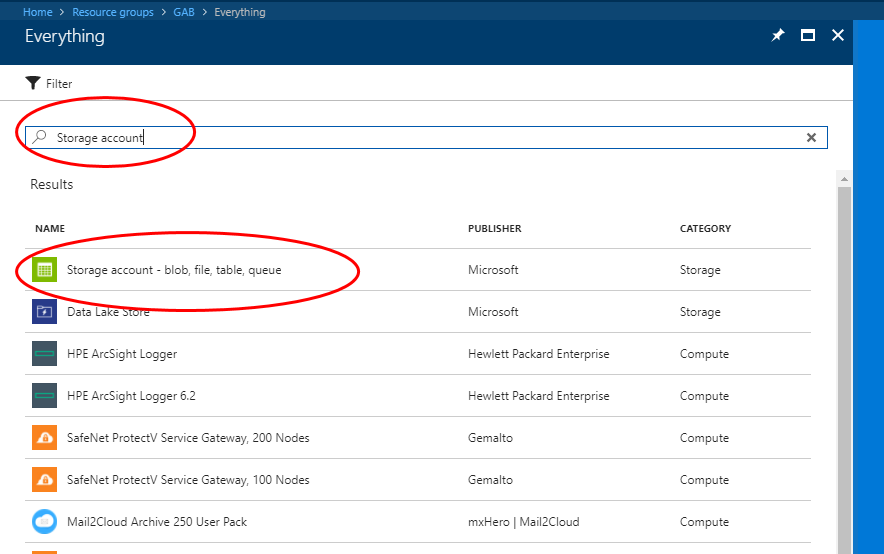 Home > Resource groups > GAB > Everything
Everything
Filter
Storage account
Results
NAME PUBLISHER CATEGORY
Storage account - blob, file, table, queue Microsoft Storage
Data Lake Store Microsoft Storage
HPE ArcSight Logger Hewlett Packard Enterprise Compute
HPE ArcSight Logger 6.2 Hewlett Packard Enterprise Compute
SafeNet ProtectV Service Gateway, 200 Nodes Gemalto Compute
SafeNet ProtectV Service Gateway, 100 Nodes Gemalto Compute
Mail2Cloud Archive 250 User Pack mxHero | Mail2Cloud Compute